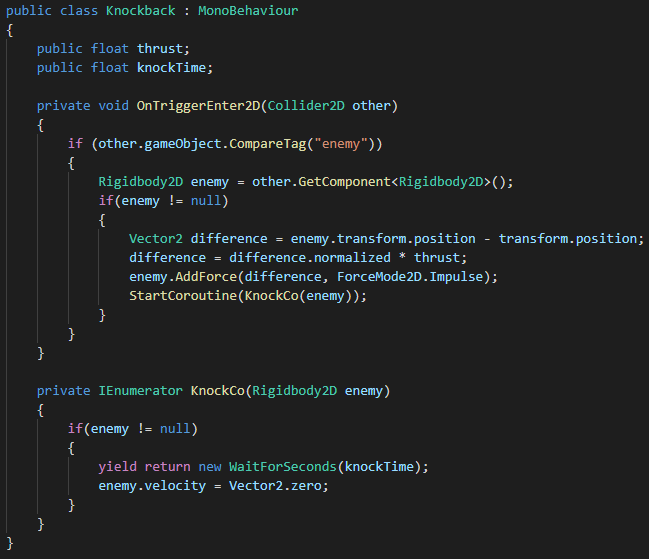 public class Knockback : MonoBehaviour
{
    public float thrust;
    public float knockTime;

    private void OnTriggerEnter2D(Collider2D other)
    {
        if (other.gameObject.CompareTag("enemy"))
        {
            Rigidbody2D enemy = other.GetComponent<Rigidbody2D>();
            if(enemy != null)
            {
                Vector2 difference = enemy.transform.position - transform.position;
                difference = difference.normalized * thrust;
                enemy.AddForce(difference, ForceMode2D.Impulse);
                StartCoroutine(KnockCo(enemy));
            }
        }
    }

    private IEnumerator KnockCo(Rigidbody2D enemy)
    {
        if(enemy != null)
        {
            yield return new WaitForSeconds(knockTime);
            enemy.velocity = Vector2.zero;
        }
    }
}